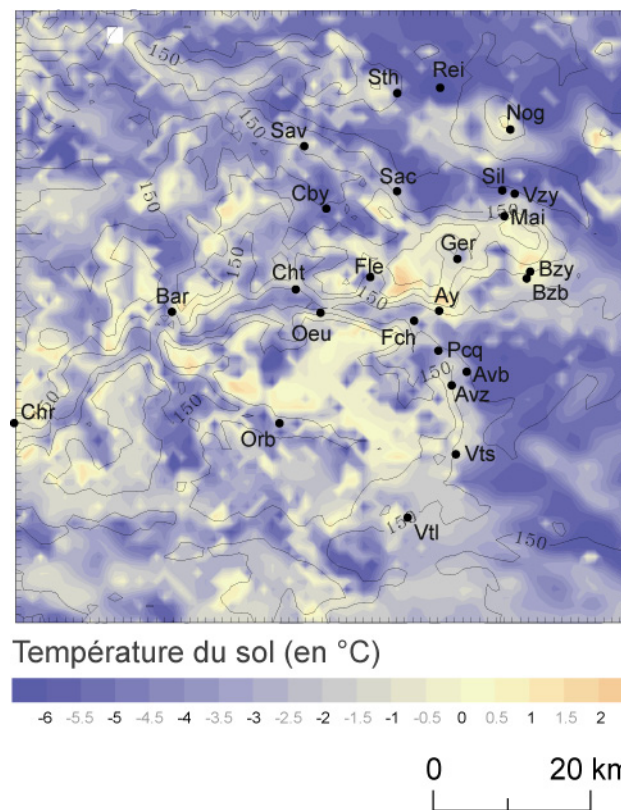 150
Sth Rei
150
Nog
Sav
150
Sac Sil Vzy
Cby
150 Mai
150
Ger
Cht Fle Bzy
150 Bzb
Bar Ay
Oeu Fch
Pcq
150 Avb
Avz
150
Chr
150
Orb
Vts
150
Vtl
150
Température du sol (en °C)
-6 -5.5 -5 -4.5 -4 -3.5 -3 -2.5 -2 -1.5 -1 -0.5 0 0.5 1 1.5 2
0 20 km